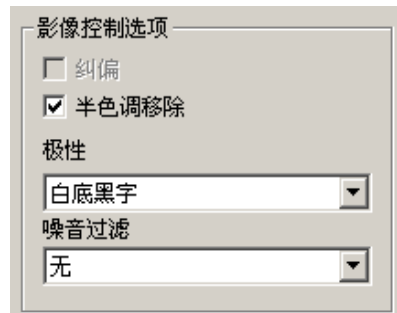 影像控制选项
纠偏
半色调移除
极性
白底黑字
噪音过滤
无